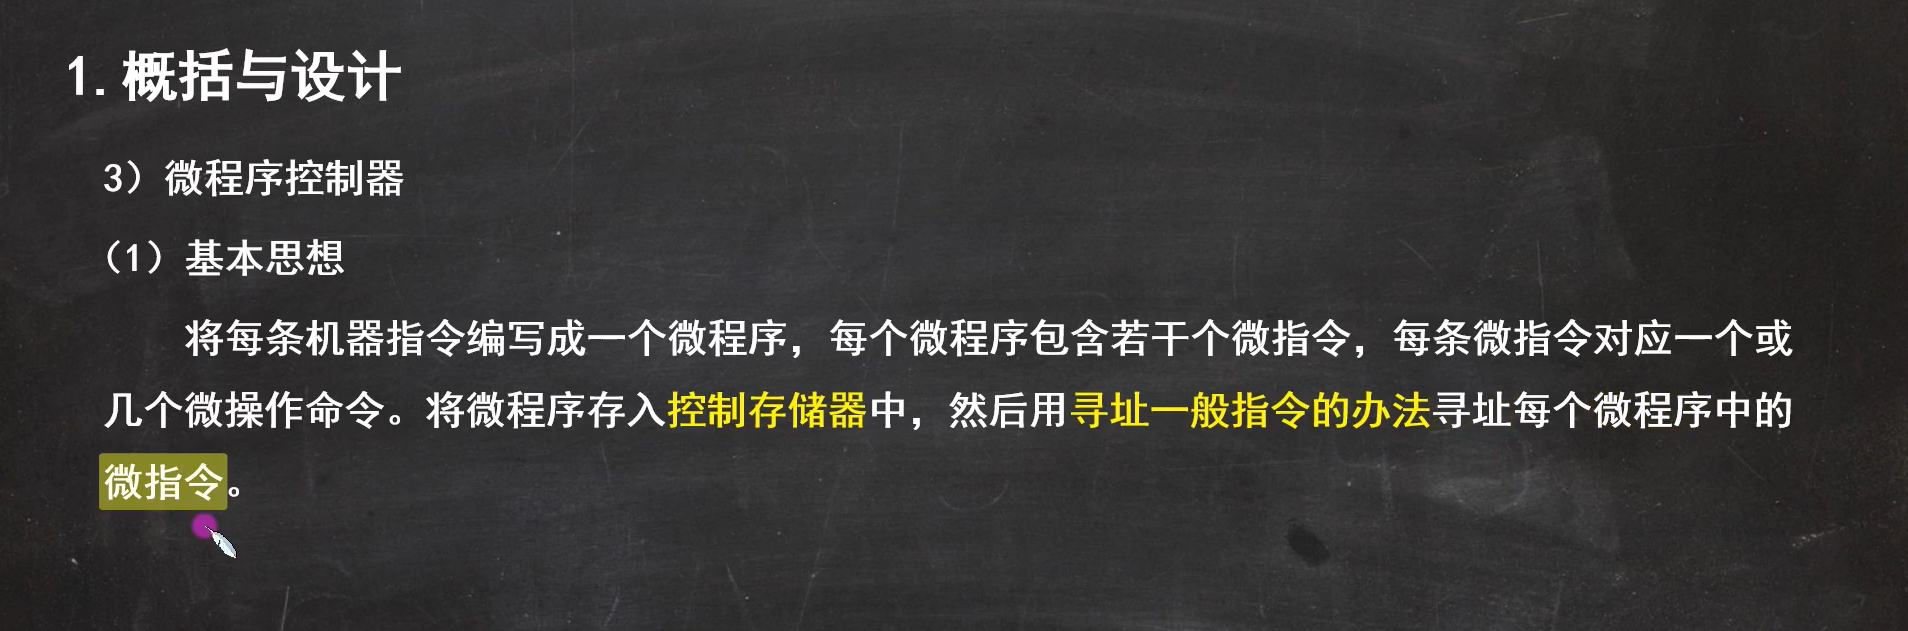 1.概括与设计
3）微程序控制器
（1）基本思想
将每条机器指令编写成一个微程序，每个微程序包含若干个微指令，每条微指令对应一个或
几个微操作命令。将微程序存入控制存储器中，然后用寻址一般指令的办法寻址每个微程序中的
微指令。